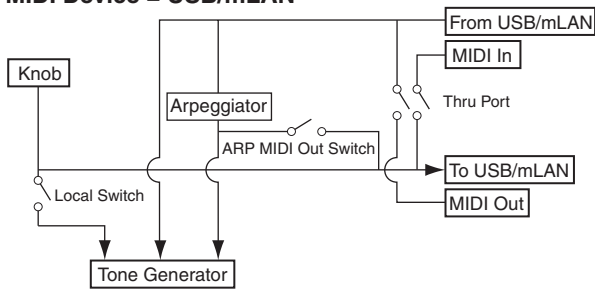 MIDI Device = USB/mLAN
From USB/mLAN
MIDI In
Knob
Arpeggiator
Thru Port
ARP MIDI Out Switch
To USB/mLAN
Local Switch
MIDI Out
Tone Generator